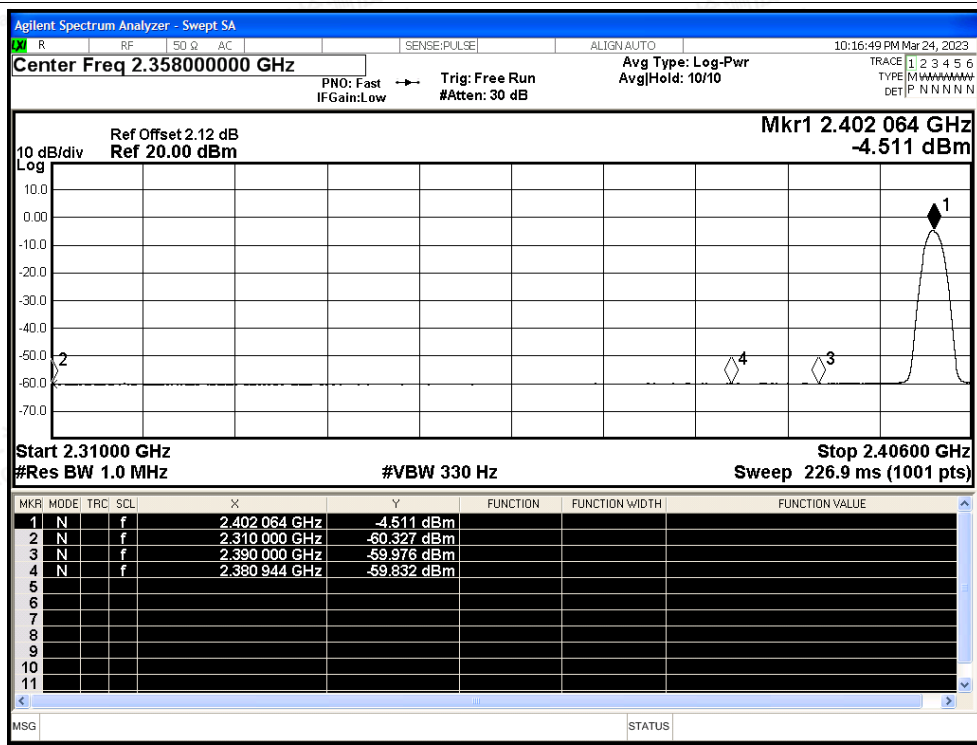 Agilent Spectrum Analyzer - Swept SA
LXI R RF 50 Ω AC SENSE:PULSE ALIGN AUTO 10:16:49 PM Mar 24, 2023
Center Freq 2.358000000 GHz
PNO: Fast
IFGain:Low
Trig: Free Run
#Atten: 30 dB
Avg Type: Log-Pwr
Avg|Hold: 10/10
TRACE 1 2 3 4 5 6
TYPE M WWWWW
DET P N N N N N
Ref Offset 2.12 dB
10 dB/div Ref 20.00 dBm
Log
Mkr1 2.402 064 GHz
-4.511 dBm
10.0
0.00
-10.0
-20.0
-30.0
-40.0
-50.0
-60.0
-70.0
1
2
4
3
Start 2.31000 GHz Stop 2.40600 GHz
#Res BW 1.0 MHz #VBW 330 Hz Sweep 226.9 ms (1001 pts)
MKR MODE TRC SCL X Y FUNCTION FUNCTION WIDTH FUNCTION VALUE
1 N f 2.402 064 GHz -4.511 dBm
2 N f 2.310 000 GHz -60.327 dBm
3 N f 2.390 000 GHz -59.976 dBm
4 N f 2.380 944 GHz -59.832 dBm
5
6
7
8
9
10
11
MSG STATUS